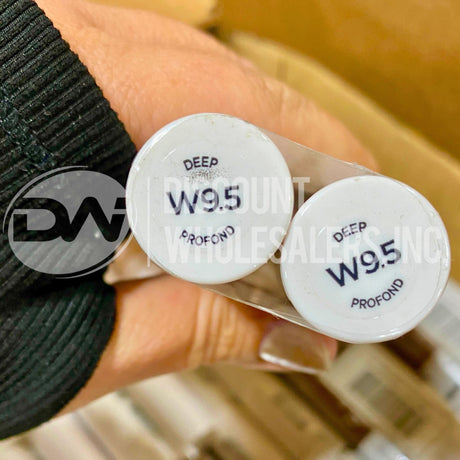 DEEP
W9.5
PROFOND
DEEP
W9.5
PROFOND
DW
DISCOUNT
WHOLESALERS, INC.